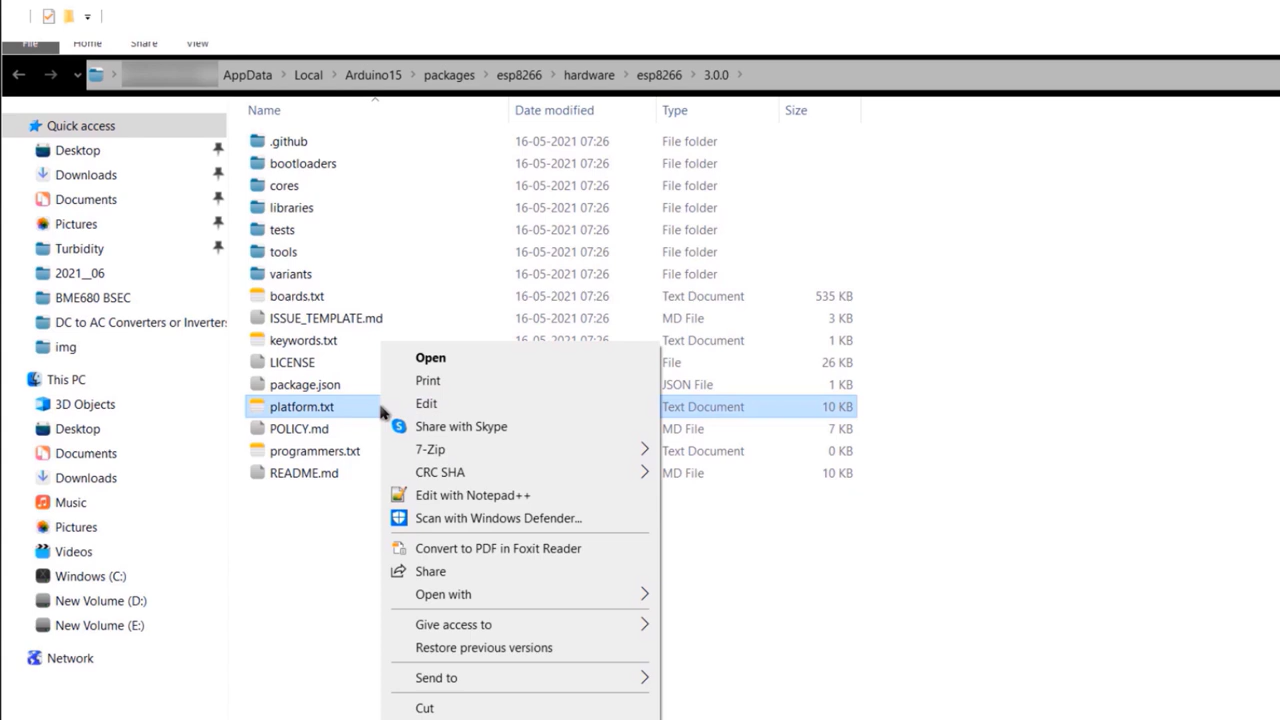 File Home Share View
AppData Local Arduino15 packages esp8266 hardware esp8266 3.0.0
Name Date modified Type Size
Quick access
Desktop
Downloads
Documents
Pictures
Turbidity
2021__06
BME680 BSEC
DC to AC Converters or Inverters
img
This PC
3D Objects
Desktop
Documents
Downloads
Music
Pictures
Videos
Windows (C:)
New Volume (D:)
New Volume (E:)
Network
.github 16-05-2021 07:26 File folder
bootloaders 16-05-2021 07:26 File folder
cores 16-05-2021 07:26 File folder
libraries 16-05-2021 07:26 File folder
tests 16-05-2021 07:26 File folder
tools 16-05-2021 07:26 File folder
variants 16-05-2021 07:26 File folder
boards.txt 16-05-2021 07:26 Text Document 535 KB
ISSUE_TEMPLATE.md 16-05-2021 07:26 MD File 3 KB
keywords.txt 16-05-2021 07:26 Text Document 1 KB
LICENSE File 26 KB
package.json JSON File 1 KB
platform.txt Text Document 10 KB
POLICY.md MD File 7 KB
programmers.txt Text Document 0 KB
README.md MD File 10 KB
Open
Print
Edit
Share with Skype
7-Zip
CRC SHA
Edit with Notepad++
Scan with Windows Defender...
Convert to PDF in Foxit Reader
Share
Open with
Give access to
Restore previous versions
Send to
Cut